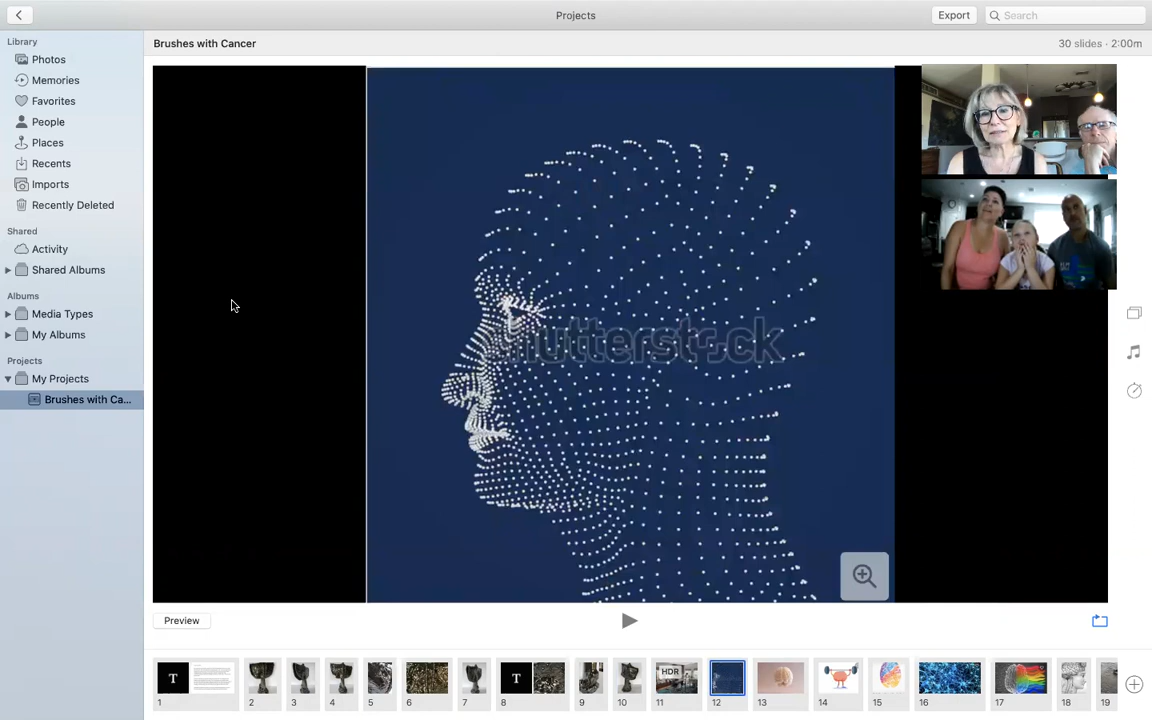 Projects
Export
Search
Library
Photos
Memories
Favorites
People
Places
Recents
Imports
Recently Deleted
Shared
Activity
Shared Albums
Albums
Media Types
My Albums
Projects
My Projects
Brushes with Ca...
Brushes with Cancer
30 slides · 2:00m
shutterstock
Preview
T
T
HDR
1
2
3
4
5
6
7
8
9
10
11
12
13
14
15
16
17
18
19